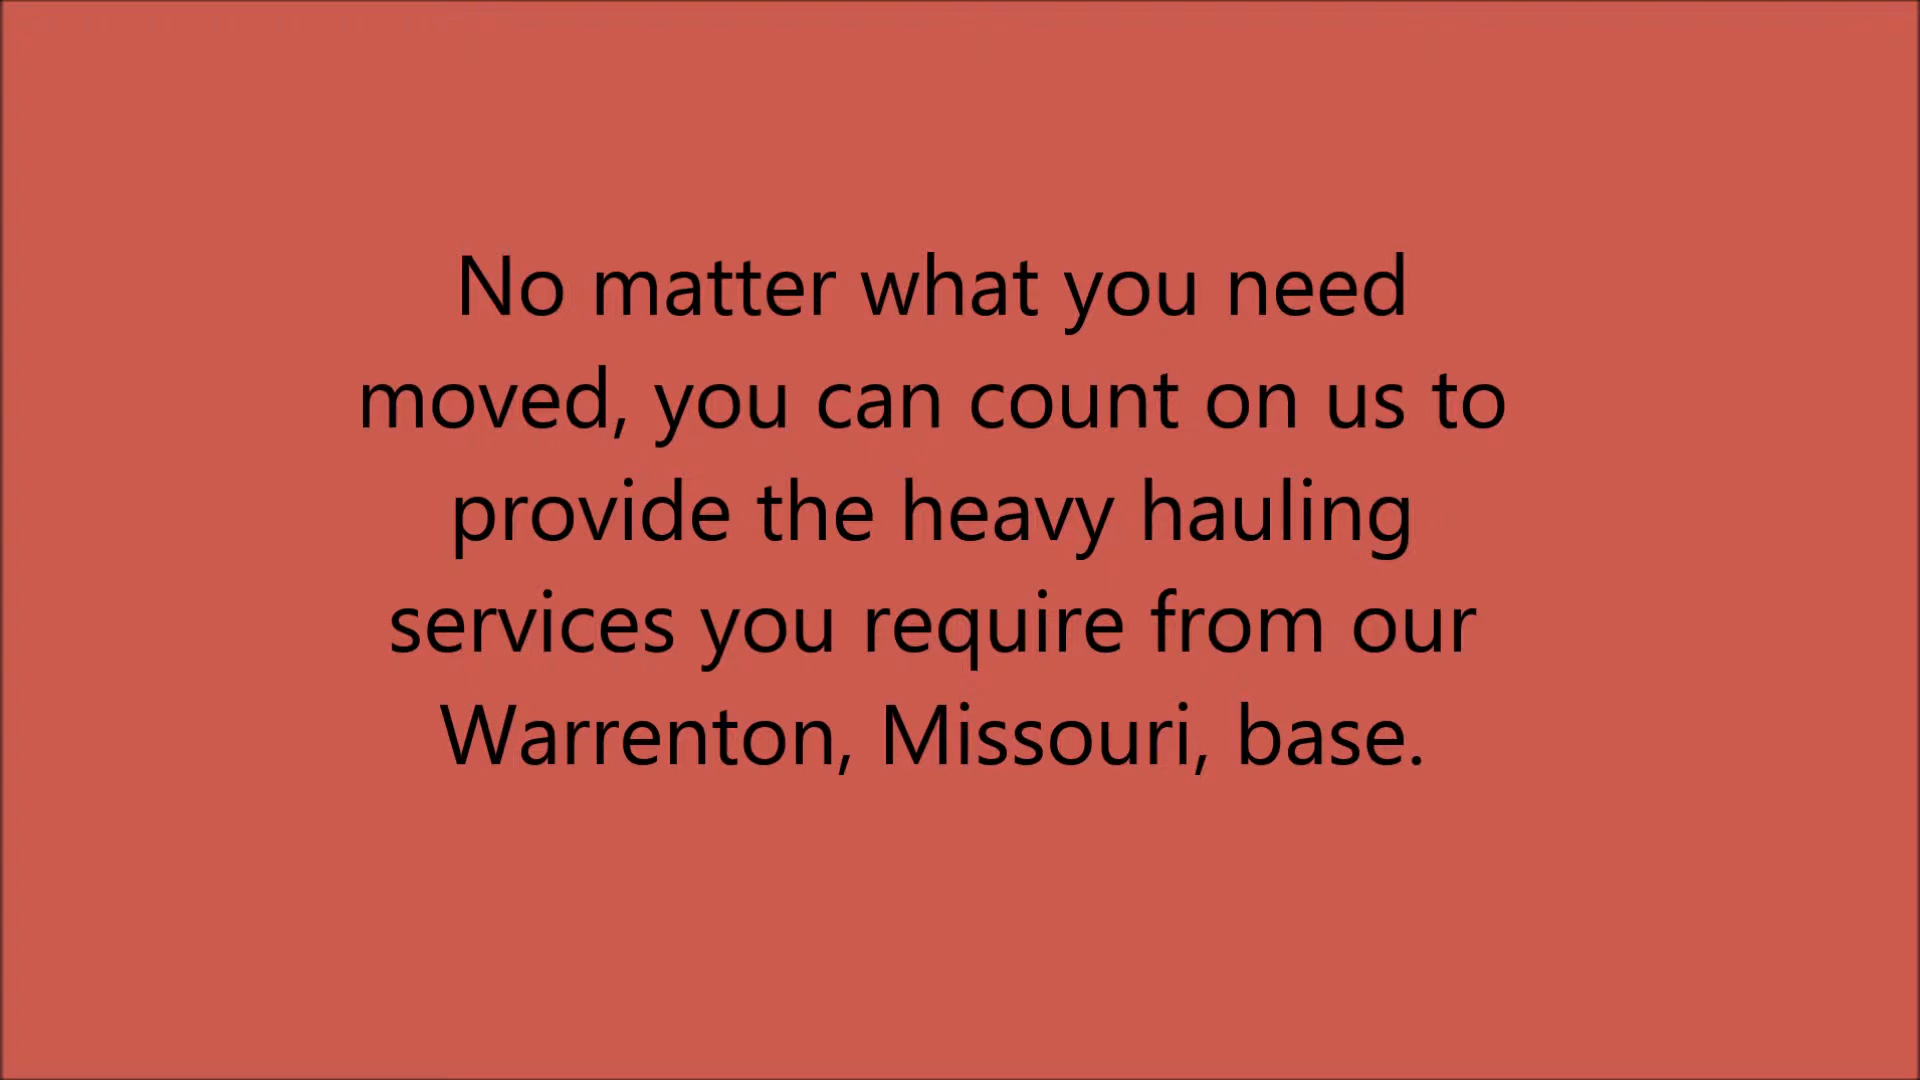 No matter what you need
moved, you can count on us to
provide the heavy hauling
services you require from our
Warrenton, Missouri, base.